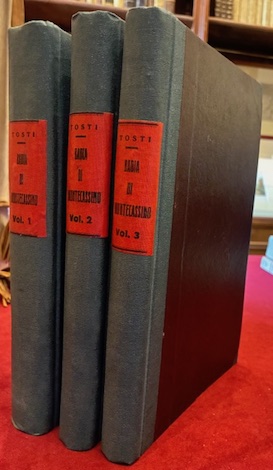 TOSTI
BADIA
DI
MONTECASSINO
Vol. 1
TOSTI
BADIA
DI
MONTECASSINO
Vol. 2
TOSTI
BADIA
DI
MONTECASSINO
Vol. 3